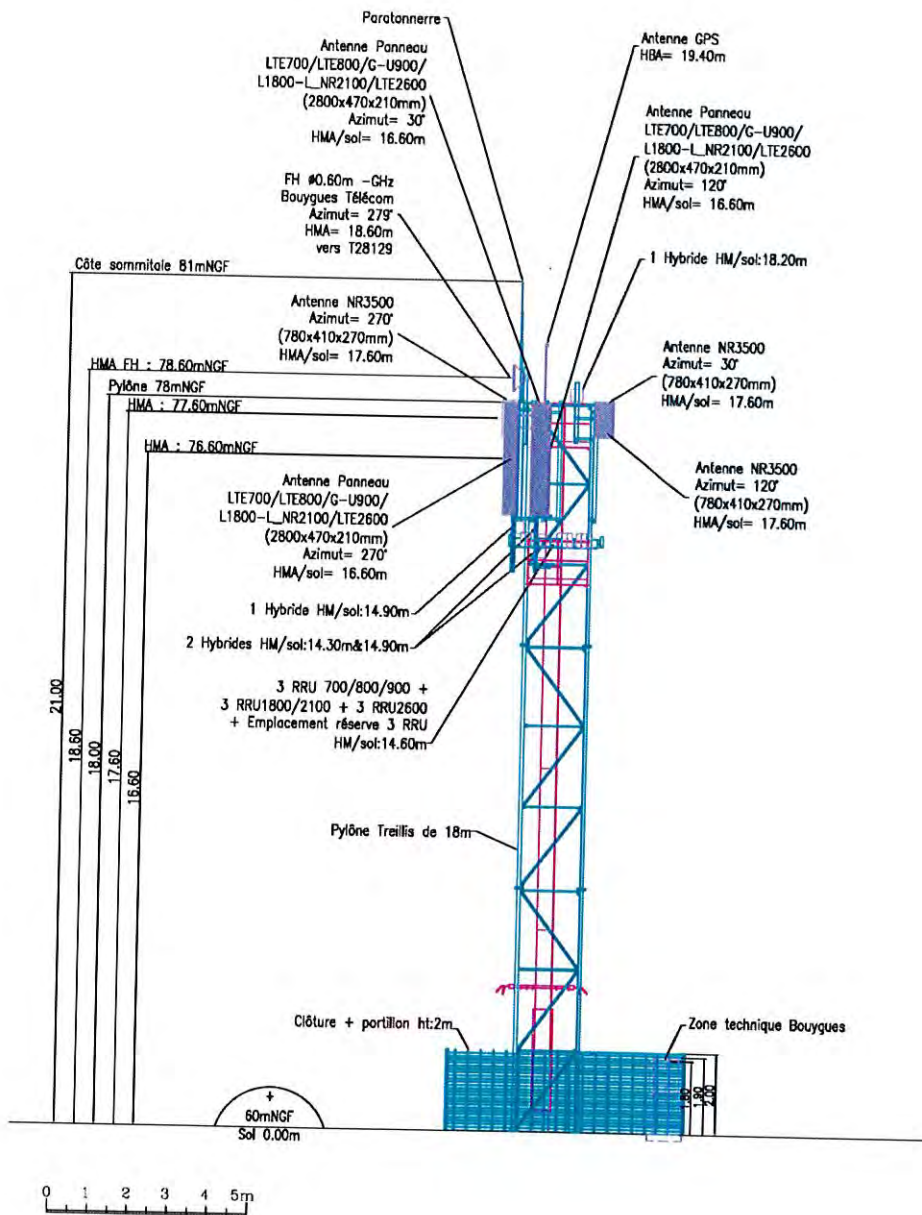 Paratonnerre
Antenne Panneau
LTE700/LTE800/G-U900/
L1800-L_NR2100/LTE2600
(2800x470x210mm)
Azimut= 30°
HMA/sol= 16.60m
Antenne GPS
HBA= 19.40m
Antenne Panneau
LTE700/LTE800/G-U900/
L1800-L_NR2100/LTE2600
(2800x470x210mm)
Azimut= 120°
HMA/sol= 16.60m
FH ø0.60m -GHz
Bouygues Télécom
Azimut= 279°
HMA= 18.60m
vers T28129
1 Hybride HM/sol:18.20m
Côte sommitale 81mNGF
Antenne NR3500
Azimut= 270°
(780x410x270mm)
HMA/sol= 17.60m
Antenne NR3500
Azimut= 30°
(780x410x270mm)
HMA/sol= 17.60m
HMA FH : 78.60mNGF
Pylône 78mNGF
HMA : 77.60mNGF
HMA : 76.60mNGF
Antenne NR3500
Azimut= 120°
(780x410x270mm)
HMA/sol= 17.60m
Antenne Panneau
LTE700/LTE800/G-U900/
L1800-L_NR2100/LTE2600
(2800x470x210mm)
Azimut= 270°
HMA/sol= 16.60m
1 Hybride HM/sol:14.90m
2 Hybrides HM/sol:14.30m&14.90m
3 RRU 700/800/900 +
3 RRU1800/2100 + 3 RRU2600
+ Emplacement réserve 3 RRU
HM/sol:14.60m
21.00
18.60
18.00
17.60
16.60
Pylône Treillis de 18m
Clôture + portillon ht:2m
Zone technique Bouygues
1.80
1.90
2.00
60mNGF
Sol 0.00m
0 1 2 3 4 5m